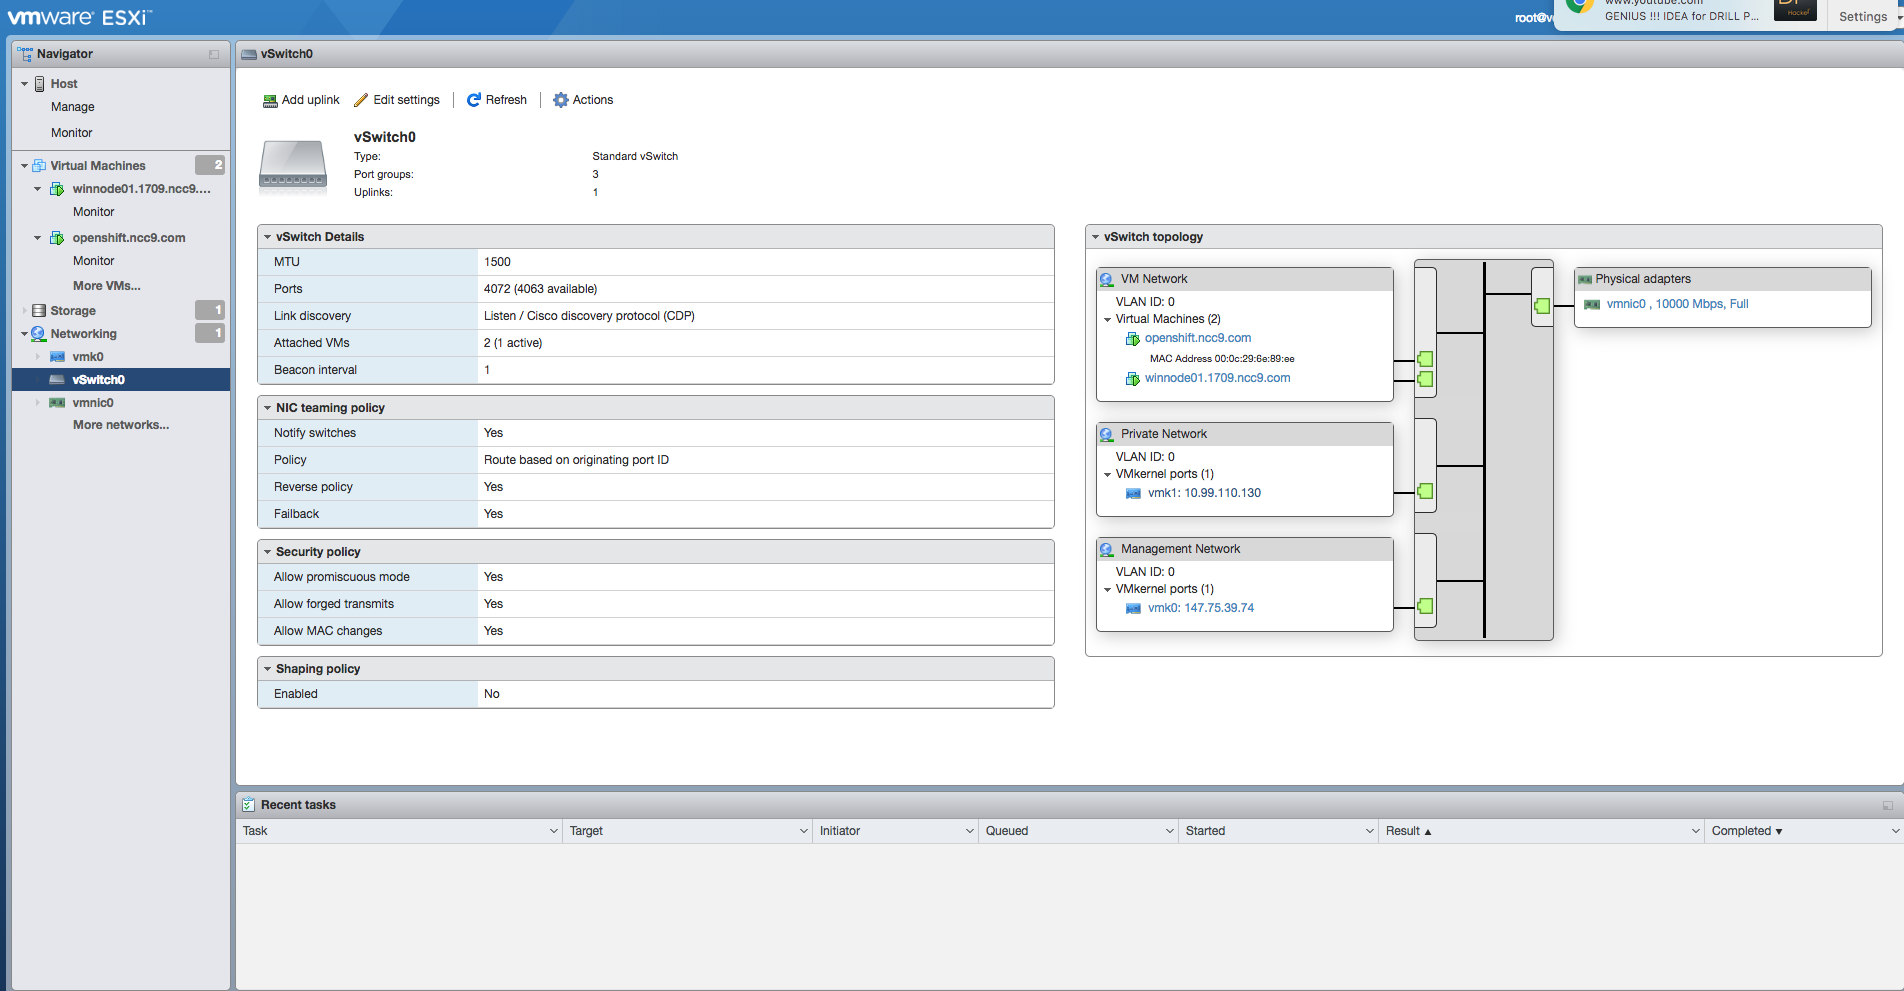 vmware ESXi™
root@v
www.youtube.com
GENIUS !!! IDEA for DRILL P...
Settings
Navigator
Host
Manage
Monitor
Virtual Machines 2
winnode01.1709.ncc9....
Monitor
openshift.ncc9.com
Monitor
More VMs...
Storage 1
Networking 1
vmk0
vSwitch0
vmnic0
More networks...
vSwitch0
Add uplink Edit settings Refresh Actions
vSwitch0
Type: Standard vSwitch
Port groups: 3
Uplinks: 1
vSwitch Details
MTU 1500
Ports 4072 (4063 available)
Link discovery Listen / Cisco discovery protocol (CDP)
Attached VMs 2 (1 active)
Beacon interval 1
NIC teaming policy
Notify switches Yes
Policy Route based on originating port ID
Reverse policy Yes
Failback Yes
Security policy
Allow promiscuous mode Yes
Allow forged transmits Yes
Allow MAC changes Yes
Shaping policy
Enabled No
vSwitch topology
VM Network
VLAN ID: 0
Virtual Machines (2)
openshift.ncc9.com
MAC Address 00:0c:29:6e:89:ee
winnode01.1709.ncc9.com
Private Network
VLAN ID: 0
VMkernel ports (1)
vmk1: 10.99.110.130
Management Network
VLAN ID: 0
VMkernel ports (1)
vmk0: 147.75.39.74
Physical adapters
vmnic0 , 10000 Mbps, Full
Recent tasks
Task Target Initiator Queued Started Result ▲ Completed ▼